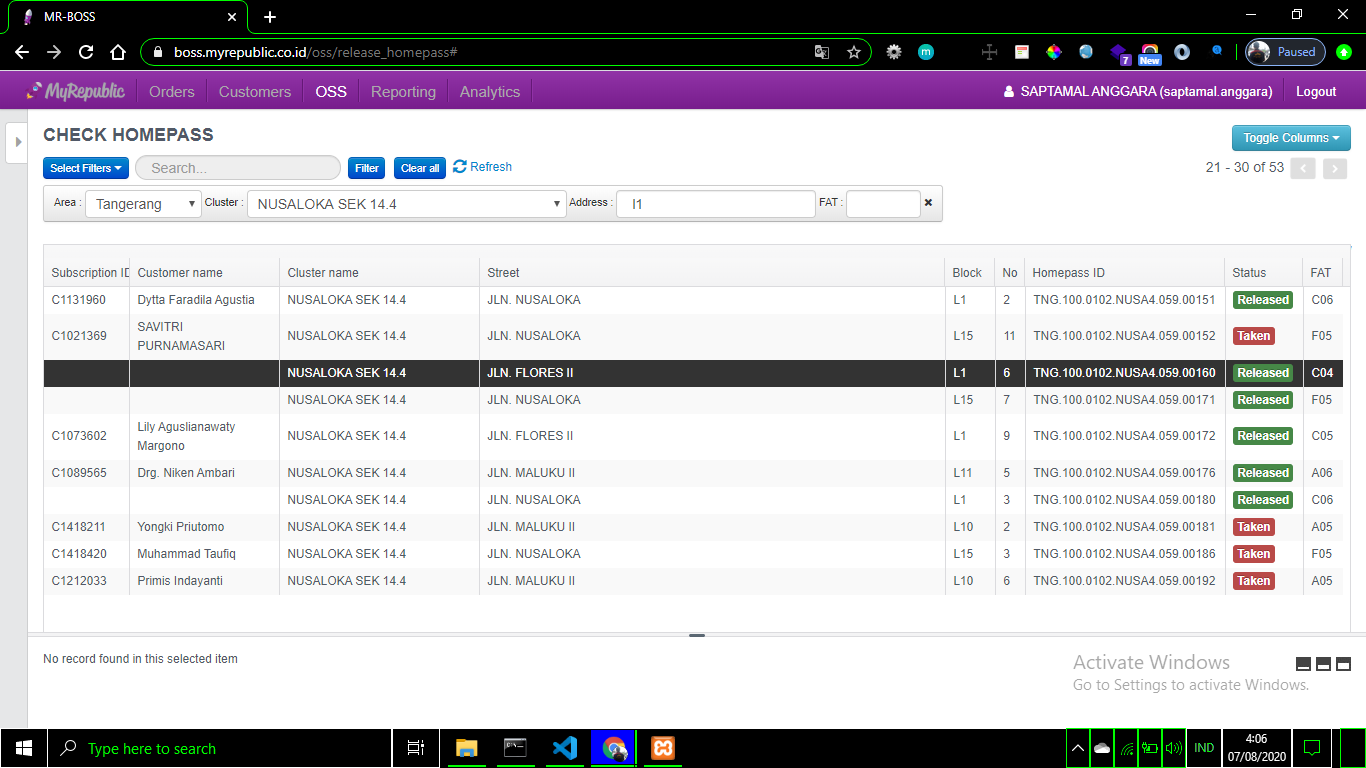 MR-BOSS
boss.myrepublic.co.id/oss/release_homepass#
7
New
Paused
MyRepublic Orders Customers OSS Reporting Analytics SAPTAMAL ANGGARA (saptamal.anggara) Logout
CHECK HOMEPASS
Toggle Columns
Select Filters Search... Filter Clear all Refresh 21 - 30 of 53
Area : Tangerang Cluster : NUSALOKA SEK 14.4 Address : l1 FAT :
Subscription ID Customer name Cluster name Street Block No Homepass ID Status FAT
C1131960 Dytta Faradila Agustia NUSALOKA SEK 14.4 JLN. NUSALOKA L1 2 TNG.100.0102.NUSA4.059.00151 Released C06
C1021369 SAVITRI PURNAMASARI NUSALOKA SEK 14.4 JLN. NUSALOKA L15 11 TNG.100.0102.NUSA4.059.00152 Taken F05
NUSALOKA SEK 14.4 JLN. FLORES II L1 6 TNG.100.0102.NUSA4.059.00160 Released C04
NUSALOKA SEK 14.4 JLN. NUSALOKA L15 7 TNG.100.0102.NUSA4.059.00171 Released F05
C1073602 Lily Aguslianawaty Margono NUSALOKA SEK 14.4 JLN. FLORES II L1 9 TNG.100.0102.NUSA4.059.00172 Released C05
C1089565 Drg. Niken Ambari NUSALOKA SEK 14.4 JLN. MALUKU II L11 5 TNG.100.0102.NUSA4.059.00176 Released A06
NUSALOKA SEK 14.4 JLN. NUSALOKA L1 3 TNG.100.0102.NUSA4.059.00180 Released C06
C1418211 Yongki Priutomo NUSALOKA SEK 14.4 JLN. MALUKU II L10 2 TNG.100.0102.NUSA4.059.00181 Taken A05
C1418420 Muhammad Taufiq NUSALOKA SEK 14.4 JLN. NUSALOKA L15 3 TNG.100.0102.NUSA4.059.00186 Taken F05
C1212033 Primis Indayanti NUSALOKA SEK 14.4 JLN. MALUKU II L10 6 TNG.100.0102.NUSA4.059.00192 Taken A05
No record found in this selected item
Activate Windows
Go to Settings to activate Windows.
Type here to search
IND
4:06
07/08/2020